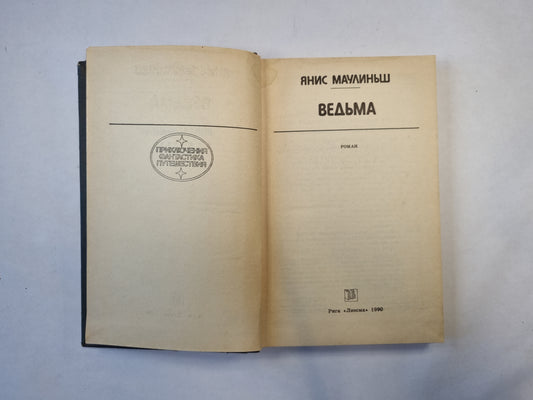 ПРИКЛЮЧЕНИЯ
ФАНТАСТИКА
ПУТЕШЕСТВИЯ
ЯНИС МАУЛИНЬШ
ВЕДЬМА
РОМАН
Рига «Лиесма» 1990